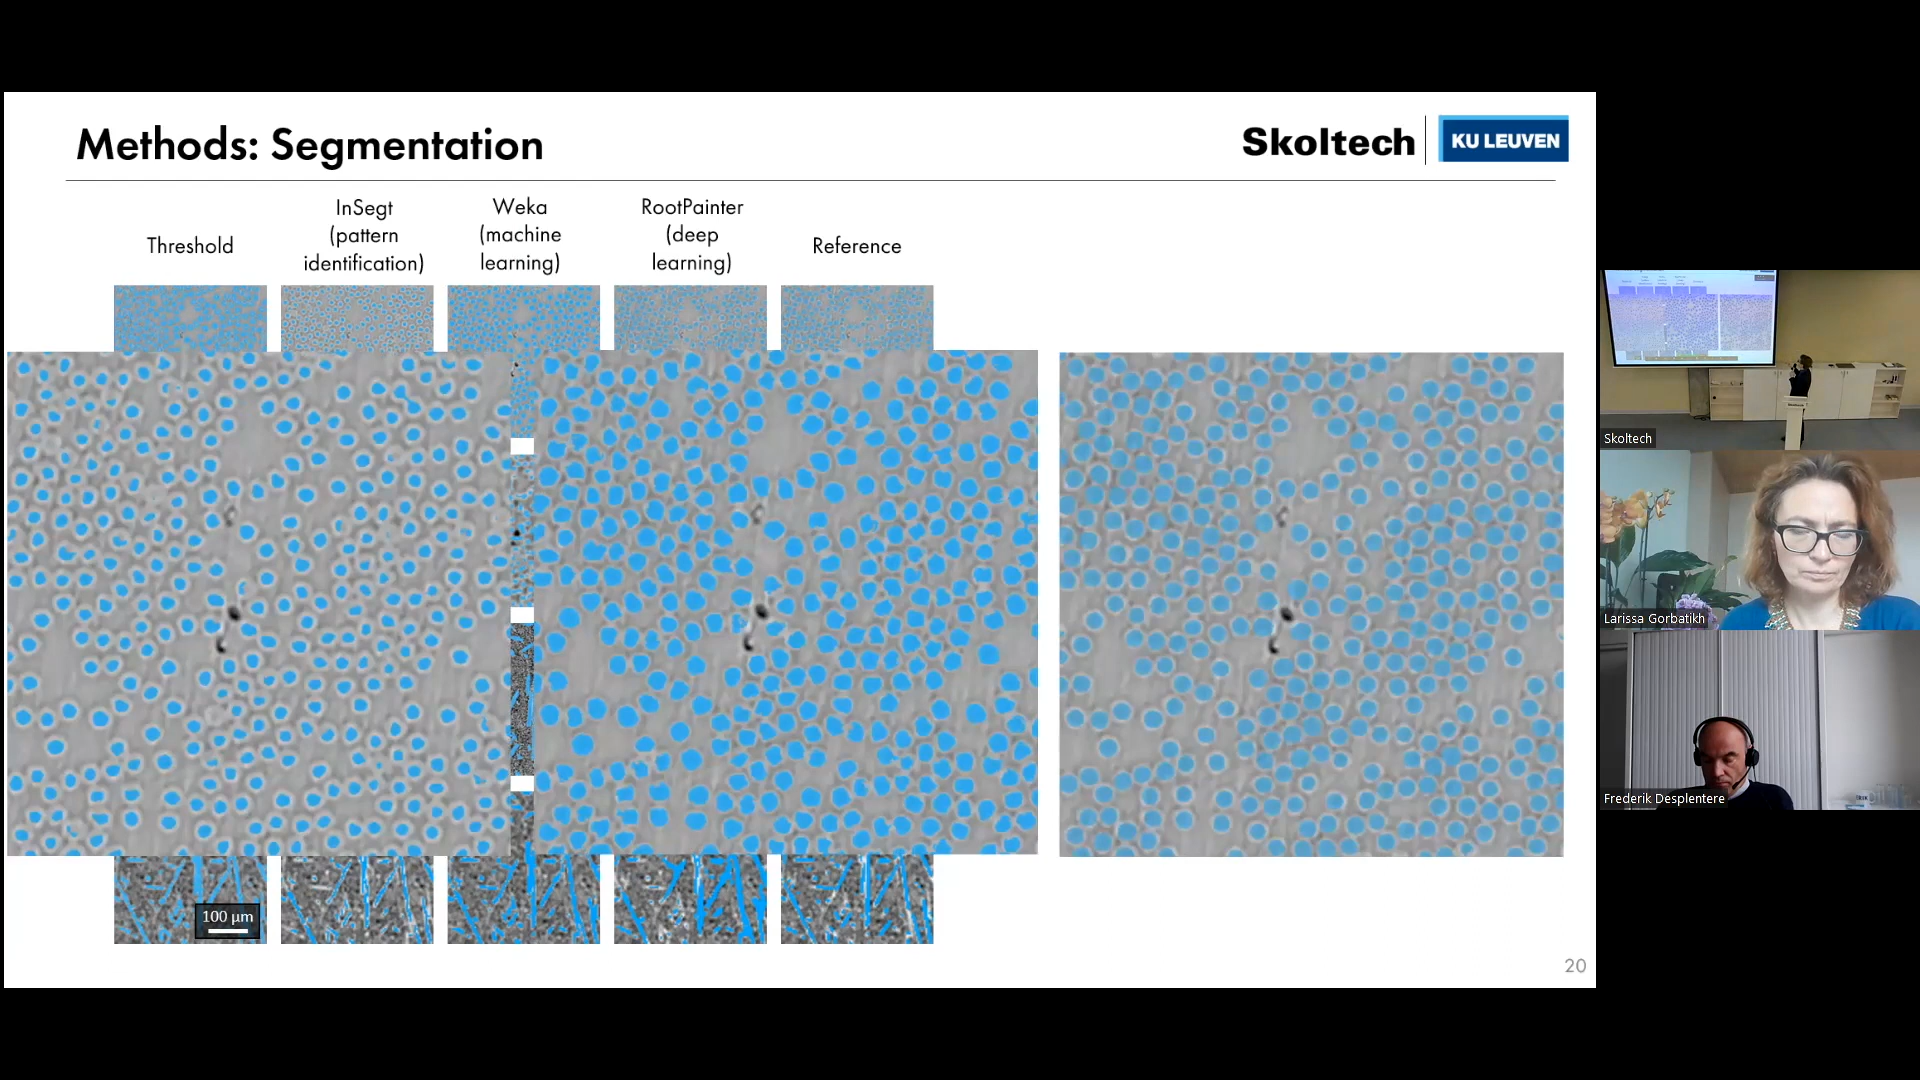 Methods: Segmentation
Skoltech
KU LEUVEN
Threshold
InSegt
(pattern
identification)
Weka
(machine
learning)
RootPainter
(deep
learning)
Reference
100 µm
20
Skoltech
Larissa Gorbatikh
Frederik Desplentere